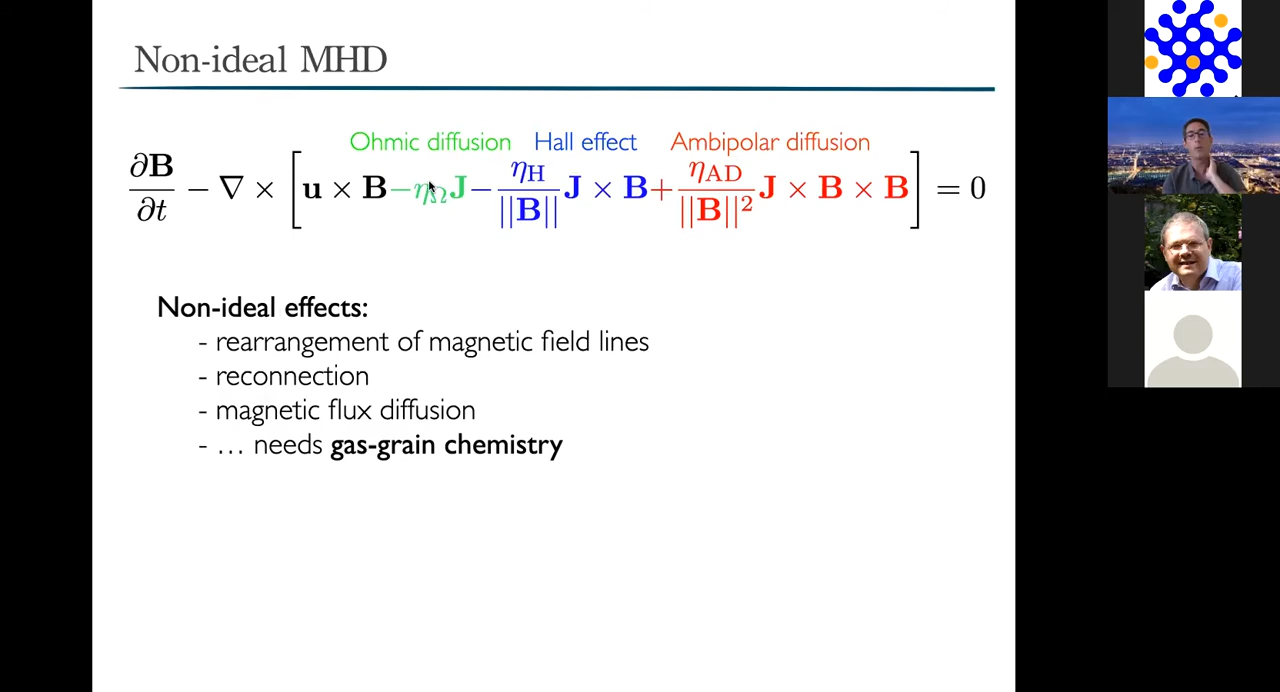 Non-ideal MHD
Ohmic diffusion Hall effect Ambipolar diffusion
∂B/∂t − ∇ × [u × B − η_Ω J − η_H/||B|| J × B + η_AD/||B||² J × B × B] = 0
Non-ideal effects:
- rearrangement of magnetic field lines
- reconnection
- magnetic flux diffusion
- … needs gas-grain chemistry